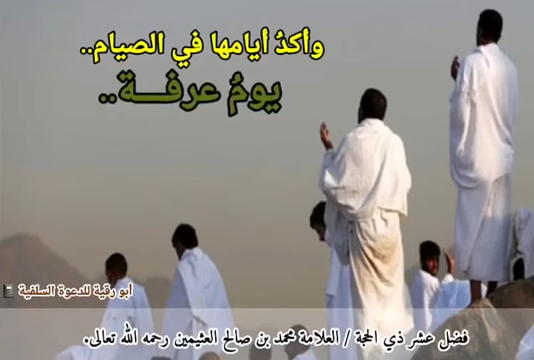 وأكدُ أيامها في الصيام..
يومُ عرفـــة..
أبو رقية للدعوة السلفية
فضل عشر ذي الحجة / العلامة محمد بن صالح العثيمين رحمه الله تعالى.